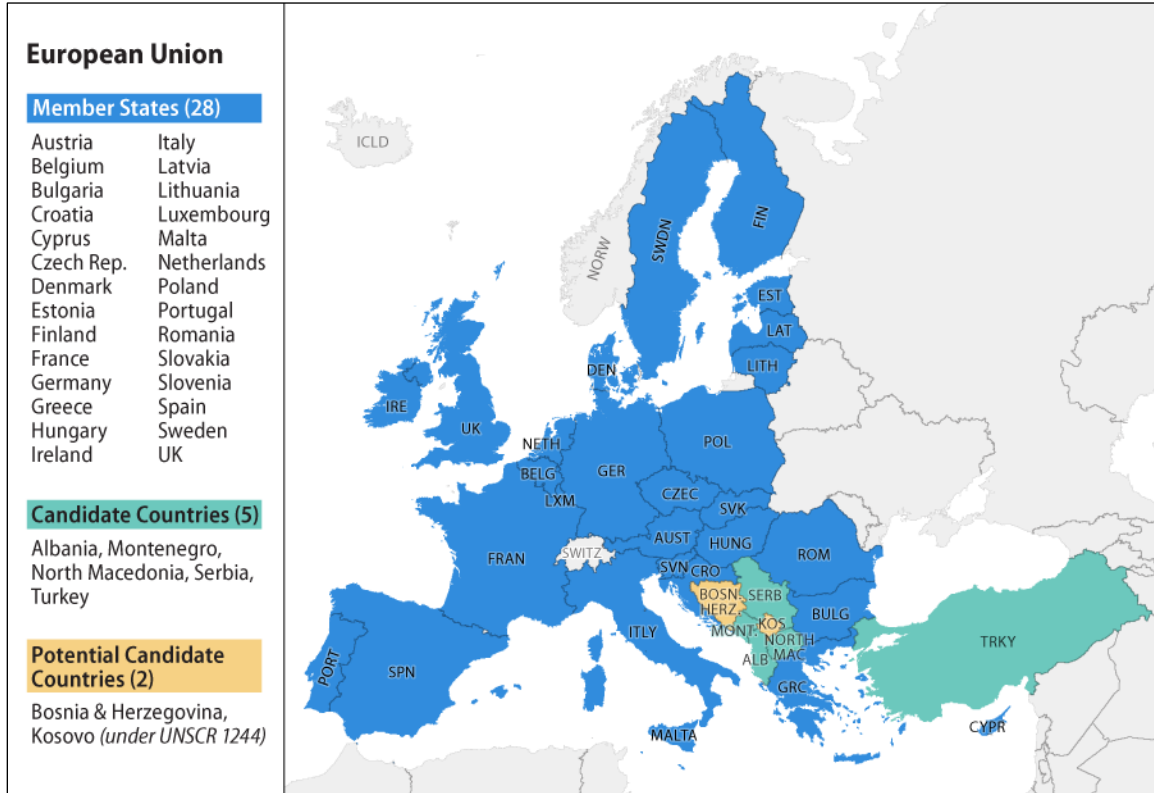 European Union
Member States (28)
Austria
Belgium
Bulgaria
Croatia
Cyprus
Czech Rep.
Denmark
Estonia
Finland
France
Germany
Greece
Hungary
Ireland
Italy
Latvia
Lithuania
Luxembourg
Malta
Netherlands
Poland
Portugal
Romania
Slovakia
Slovenia
Spain
Sweden
UK
Candidate Countries (5)
Albania, Montenegro,
North Macedonia, Serbia,
Turkey
Potential Candidate
Countries (2)
Bosnia & Herzegovina,
Kosovo (under UNSCR 1244)
ICLD
NORW
SWDN
FIN
EST
LAT
LITH
DEN
IRE
UK
NETH
BELG
LXM
GER
POL
CZEC
SVK
AUST
HUNG
FRAN
SWITZ
SVN
CRO
ROM
BOSN.
HERZ.
SERB
BULG
MONT.
KOS
NORTH
MAC
ALB
ITLY
PORT
SPN
GRC
TRKY
MALTA
CYPR